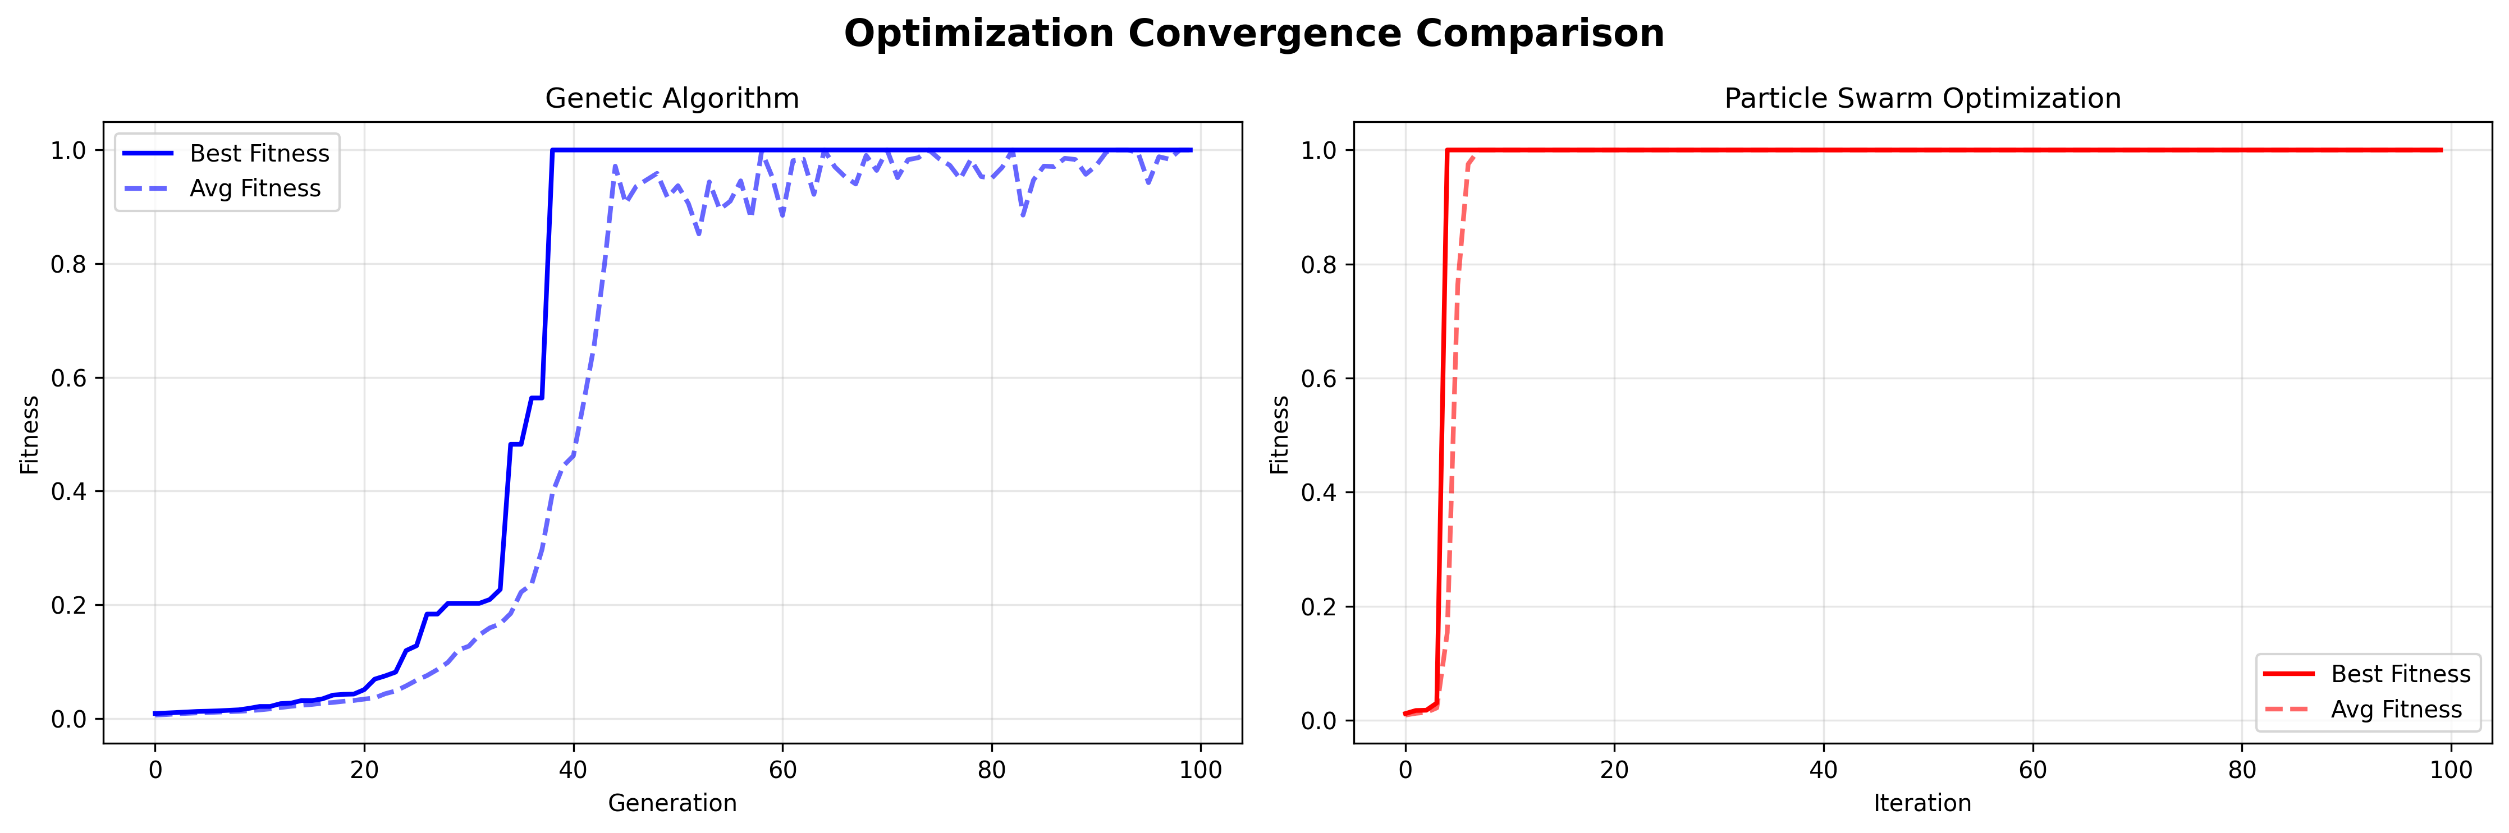 Optimization Convergence Comparison
Genetic Algorithm
Best Fitness
Avg Fitness
Fitness
1.0
0.8
0.6
0.4
0.2
0.0
0 20 40 60 80 100
Generation
Particle Swarm Optimization
Fitness
1.0
0.8
0.6
0.4
0.2
0.0
Best Fitness
Avg Fitness
0 20 40 60 80 100
Iteration